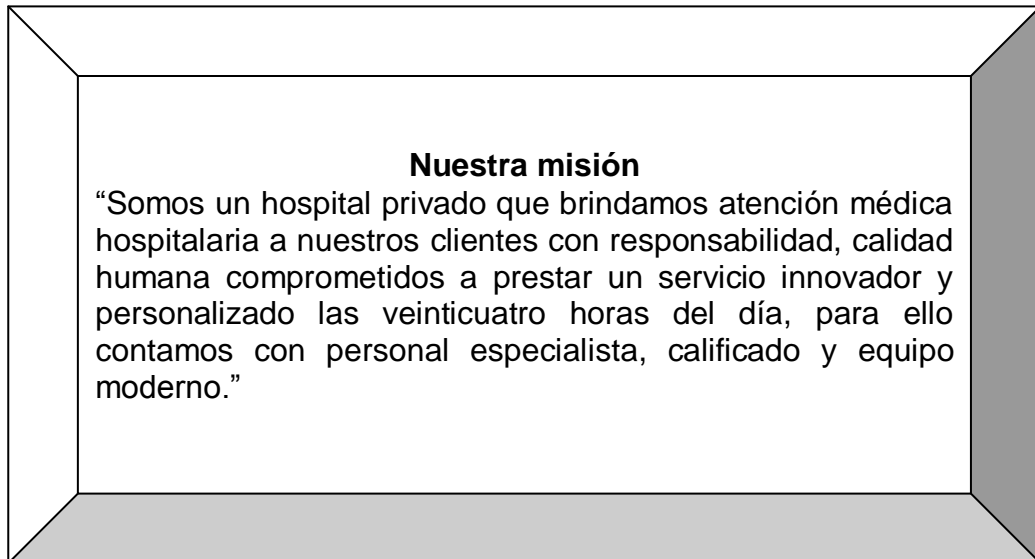 Nuestra misión
“Somos un hospital privado que brindamos atención médica
hospitalaria a nuestros clientes con responsabilidad, calidad
humana comprometidos a prestar un servicio innovador y
personalizado las veinticuatro horas del día, para ello
contamos con personal especialista, calificado y equipo
moderno.”